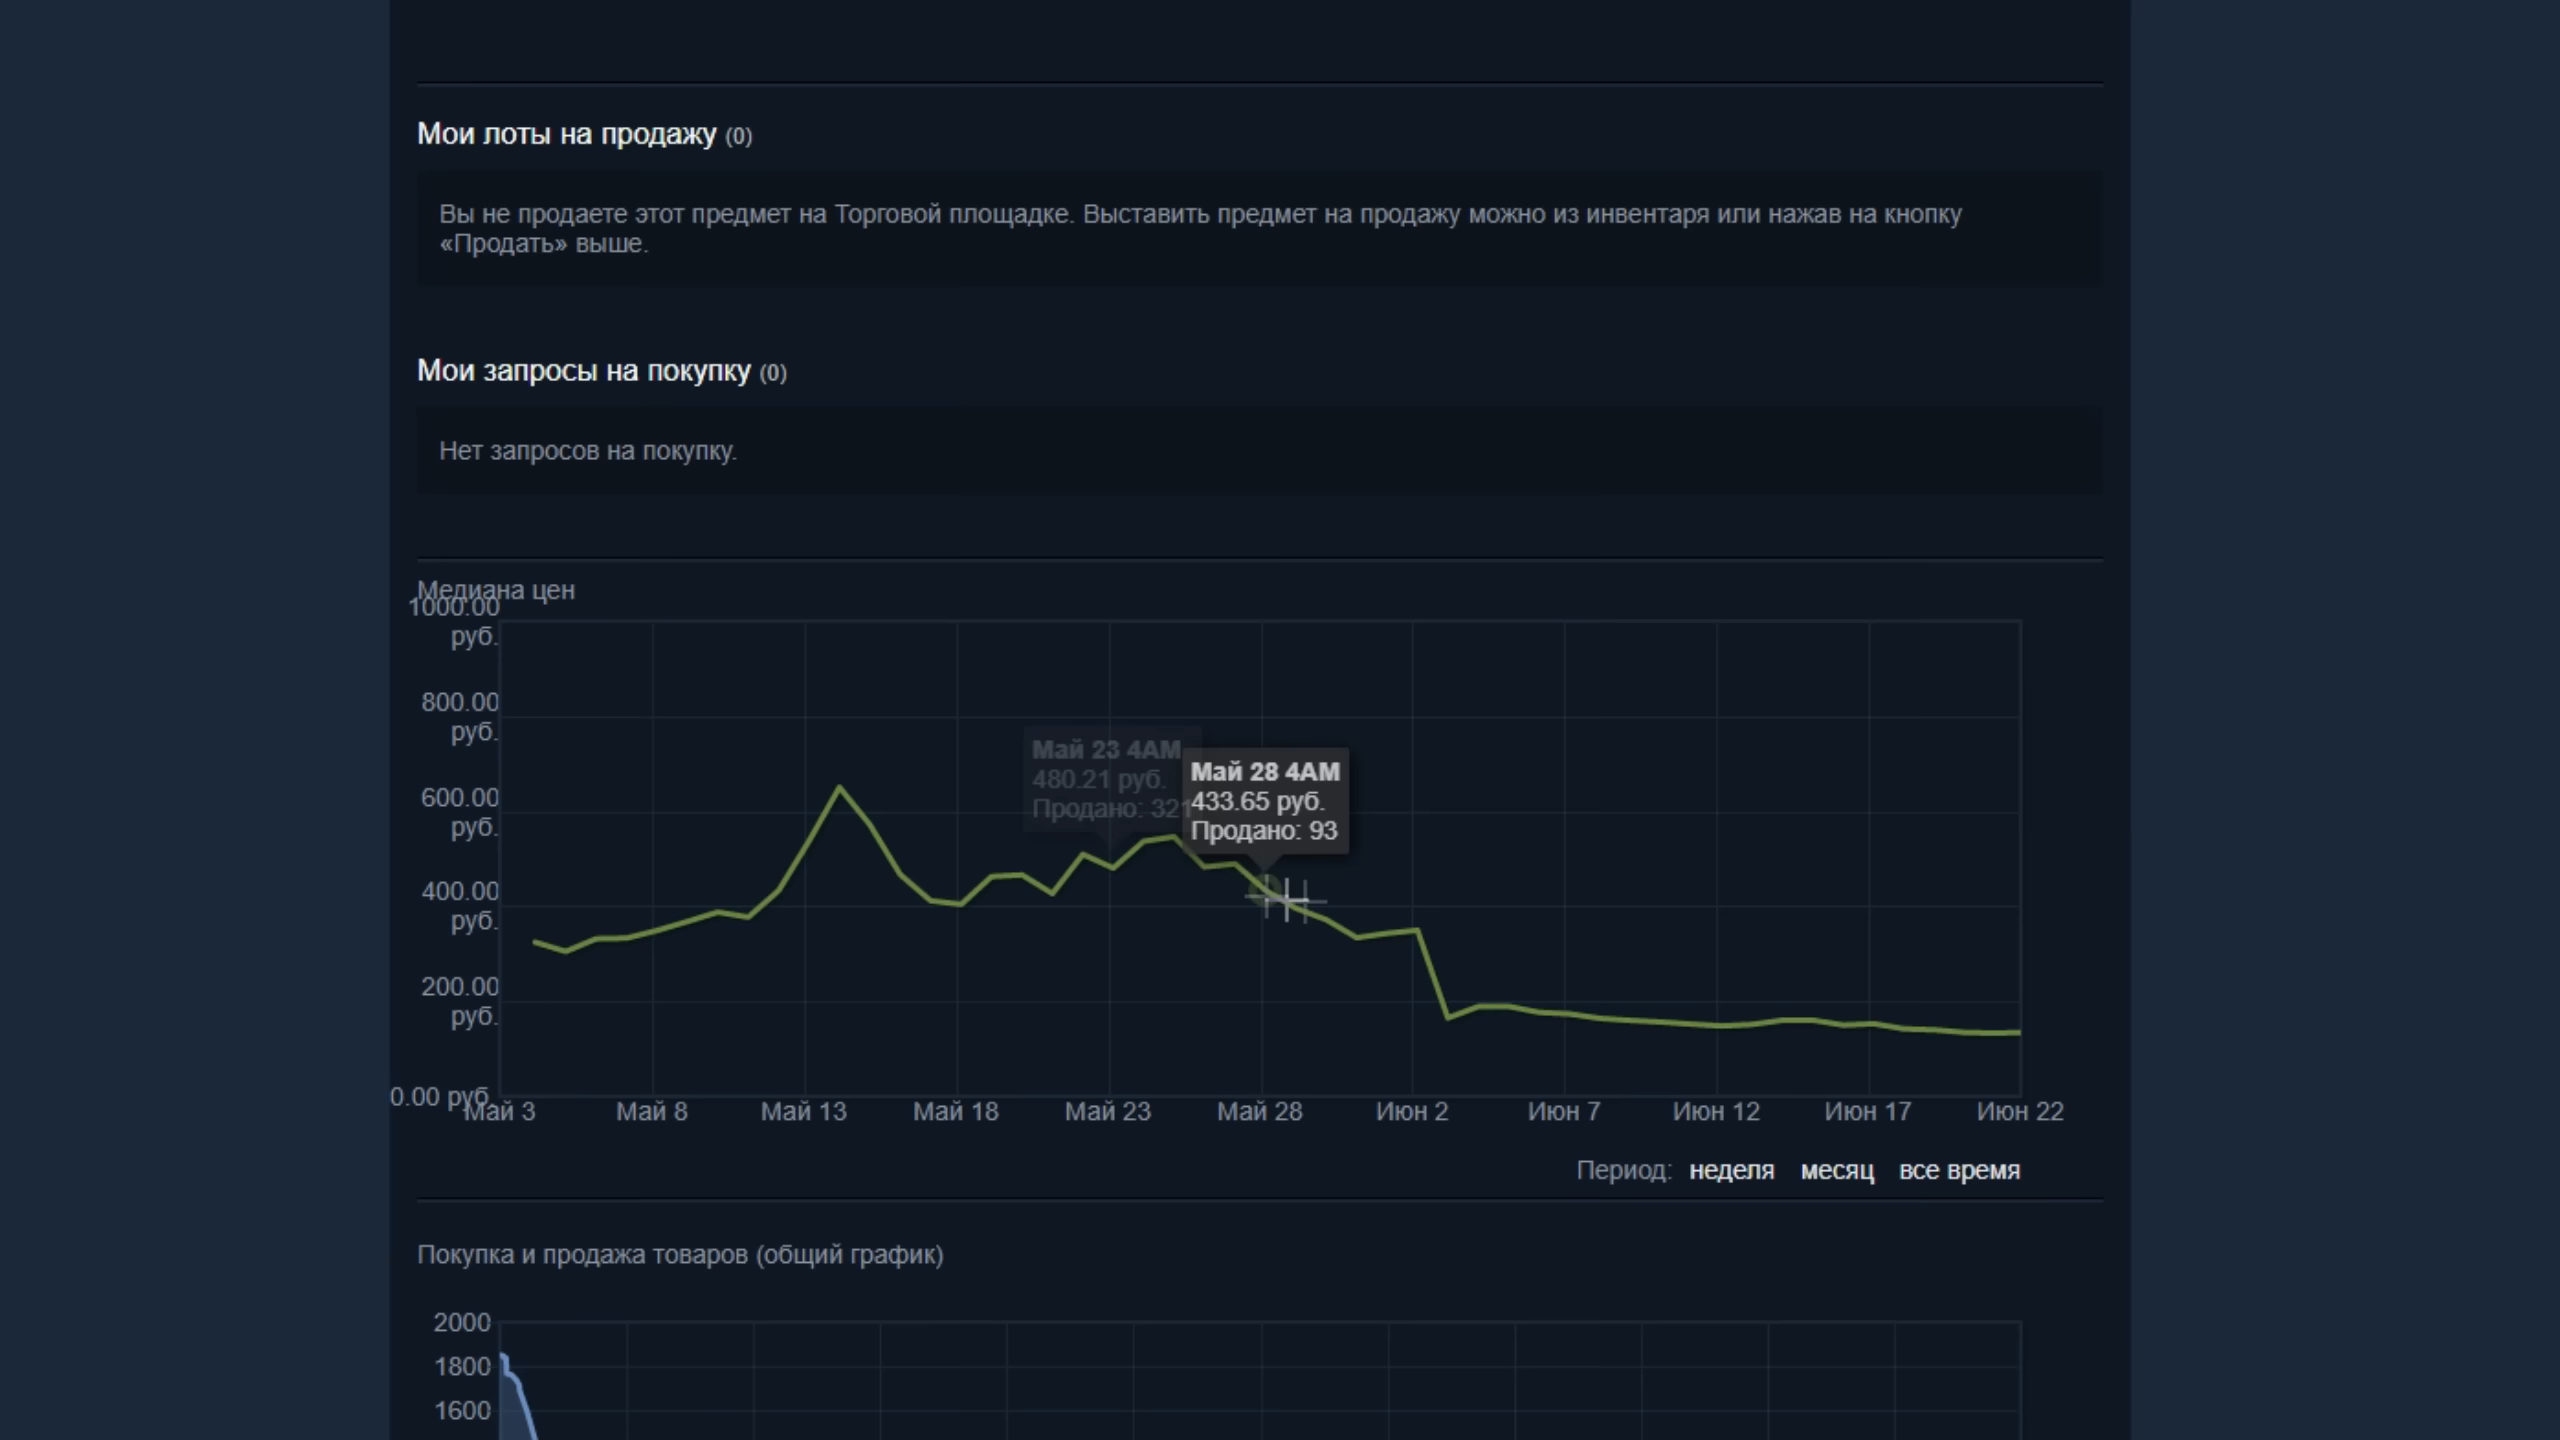 Мои лоты на продажу (0)
Вы не продаете этот предмет на Торговой площадке. Выставить предмет на продажу можно из инвентаря или нажав на кнопку
«Продать» выше.
Мои запросы на покупку (0)
Нет запросов на покупку.
Медиана цен
1000.00
руб.
800.00
руб.
600.00
руб.
400.00
руб.
200.00
руб.
0.00 руб.
Май 23 4AM
480.21 руб.
Продано: 321
Май 28 4AM
433.65 руб.
Продано: 93
Май 3 Май 8 Май 13 Май 18 Май 23 Май 28 Июн 2 Июн 7 Июн 12 Июн 17 Июн 22
Период: неделя месяц все время
Покупка и продажа товаров (общий график)
2000
1800
1600